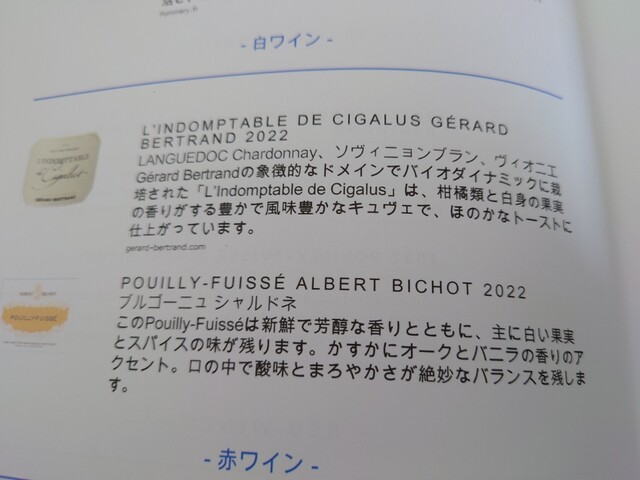 - 白ワイン -
L'INDOMPTABLE DE CIGALUS GÉRARD
BERTRAND 2022
LANGUEDOC Chardonnay、ソヴィニョンブラン、ヴィオニエ
Gérard Bertrandの象徴的なドメインでバイオダイナミックに栽
培された「L'Indomptable de Cigalus」は、柑橘類と白身の果実
の香りがする豊かで風味豊かなキュヴェで、ほのかなトーストに
仕上がっています。
gerard-bertrand.com
L'INDOMPTABLE
de Cigalus
GÉRARD BERTRAND
POUILLY-FUISSÉ ALBERT BICHOT 2022
ブルゴーニュ シャルドネ
このPouilly-Fuisséは新鮮で芳醇な香りとともに、主に白い果実
とスパイスの味が残ります。かすかにオークとバニラの香りのア
クセント。口の中で酸味とまろやかさが絶妙なバランスを残しま
す。
POUILLY-FUISSÉ
- 赤ワイン -